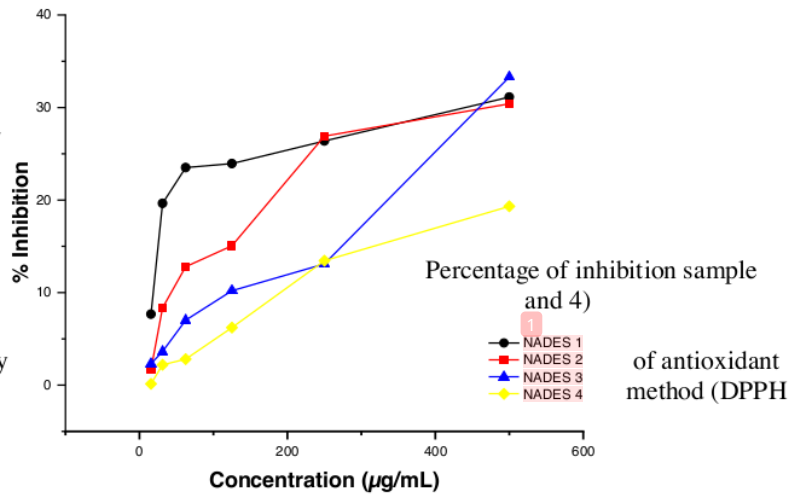 40
30
20
10
0
% Inhibition
Percentage of inhibition sample
and 4)
1
NADES 1
NADES 2
NADES 3
NADES 4
y
of antioxidant
method (DPPH
0
200
400
600
Concentration (µg/mL)